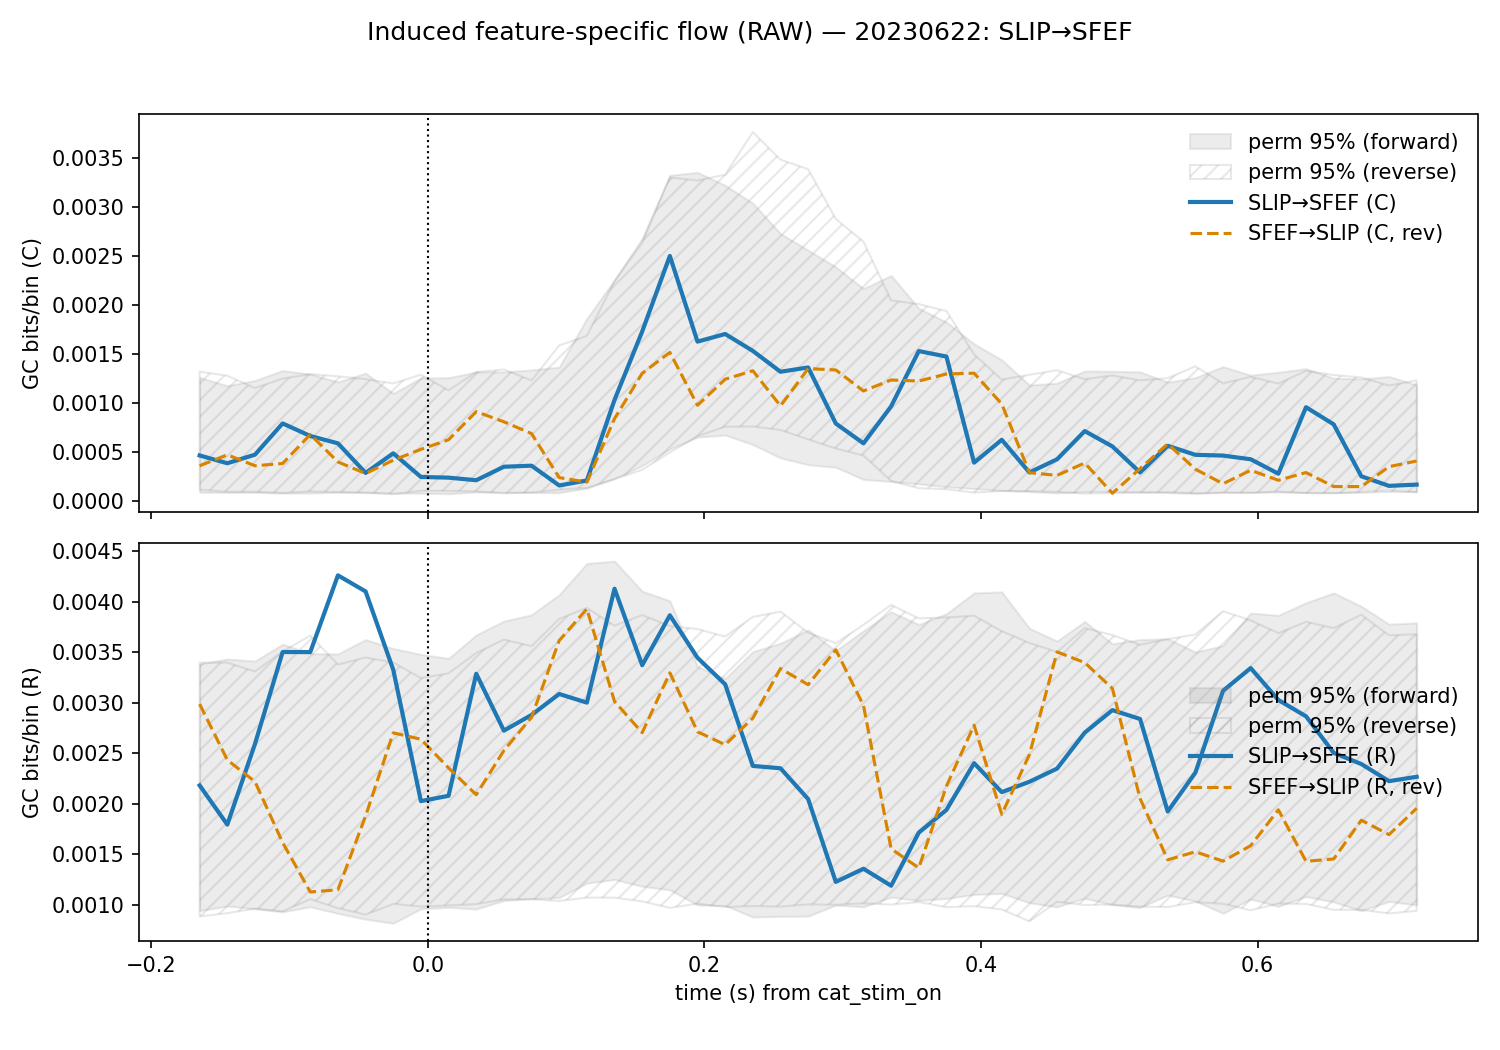 Induced feature-specific flow (RAW) — 20230622: SLIP→SFEF
GC bits/bin (C)
0.0035
0.0030
0.0025
0.0020
0.0015
0.0010
0.0005
0.0000
perm 95% (forward)
perm 95% (reverse)
SLIP→SFEF (C)
SFEF→SLIP (C, rev)
GC bits/bin (R)
0.0045
0.0040
0.0035
0.0030
0.0025
0.0020
0.0015
0.0010
perm 95% (forward)
perm 95% (reverse)
SLIP→SFEF (R)
SFEF→SLIP (R, rev)
−0.2 0.0 0.2 0.4 0.6
time (s) from cat_stim_on